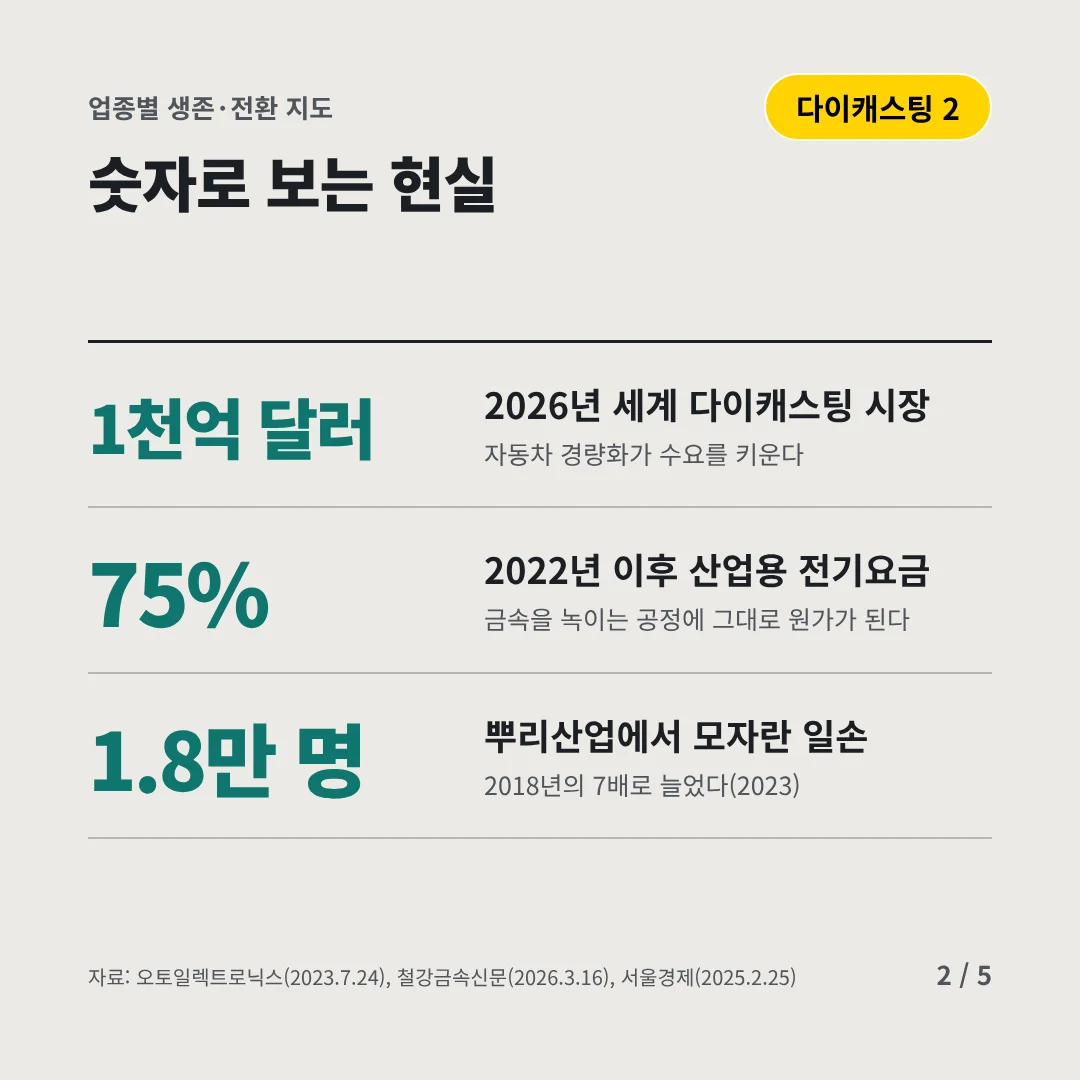 업종별 생존·전환 지도
다이캐스팅 2
숫자로 보는 현실
1천억 달러
2026년 세계 다이캐스팅 시장
자동차 경량화가 수요를 키운다
75%
2022년 이후 산업용 전기요금
금속을 녹이는 공정에 그대로 원가가 된다
1.8만 명
뿌리산업에서 모자란 일손
2018년의 7배로 늘었다(2023)
자료: 오토일렉트로닉스(2023.7.24), 철강금속신문(2026.3.16), 서울경제(2025.2.25)
2 / 5